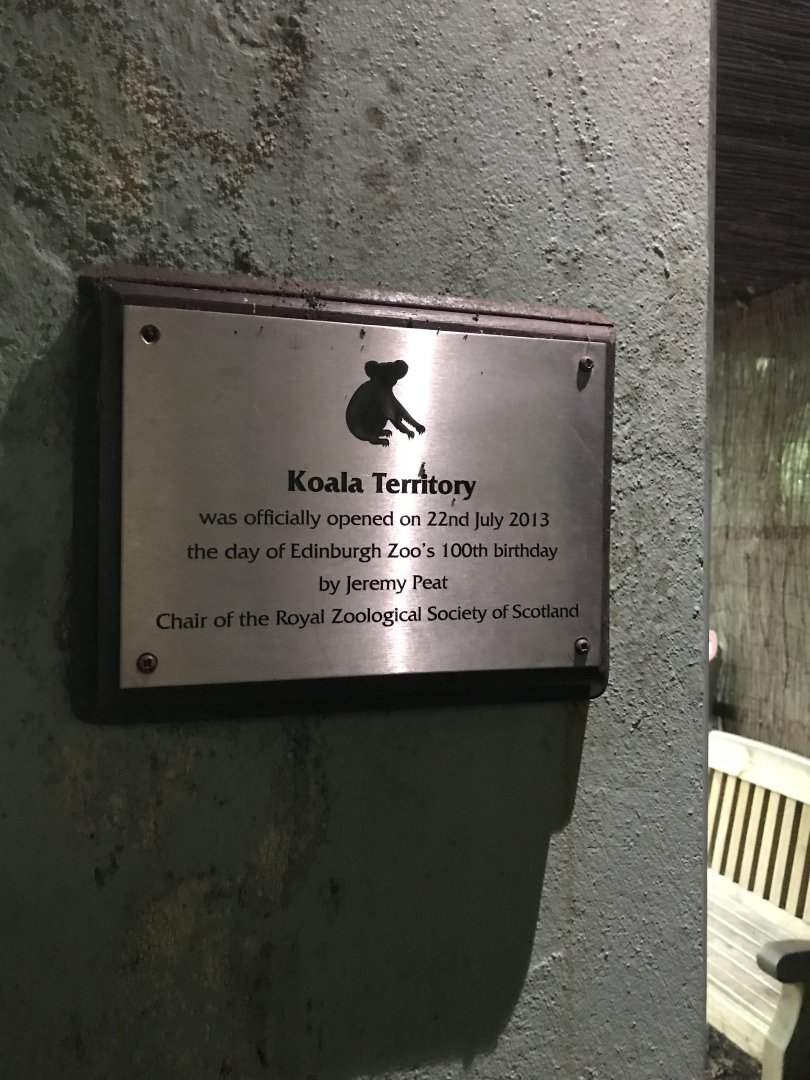 Koala Territory
was officially opened on 22nd July 2013
the day of Edinburgh Zoo's 100th birthday
by Jeremy Peat
Chair of the Royal Zoological Society of Scotland